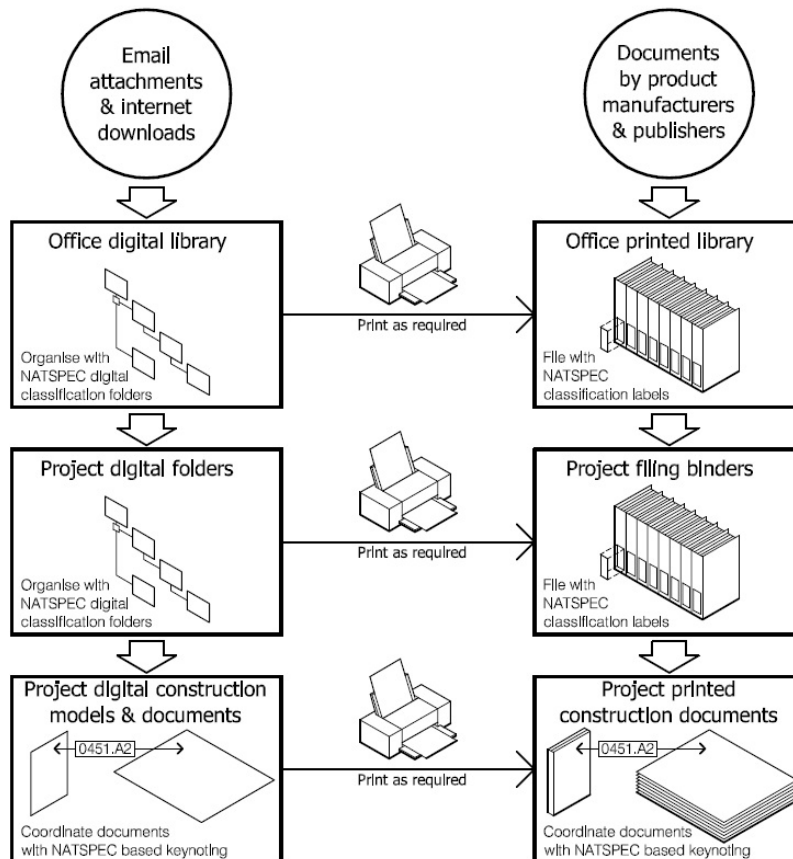 Email
attachments
& internet
downloads
Documents
by product
manufacturers
& publishers
Office digital library
Organise with
NATSPEC digital
classification folders
Print as required
Office printed library
File with
NATSPEC
classification labels
Project digital folders
Organise with
NATSPEC digital
classification folders
Print as required
Project filing binders
File with
NATSPEC
classification labels
Project digital construction
models & documents
0451.A2
Coordinate documents
with NATSPEC based keynoting
Print as required
Project printed
construction documents
0451.A2
Coordinate documents
with NATSPEC based keynoting